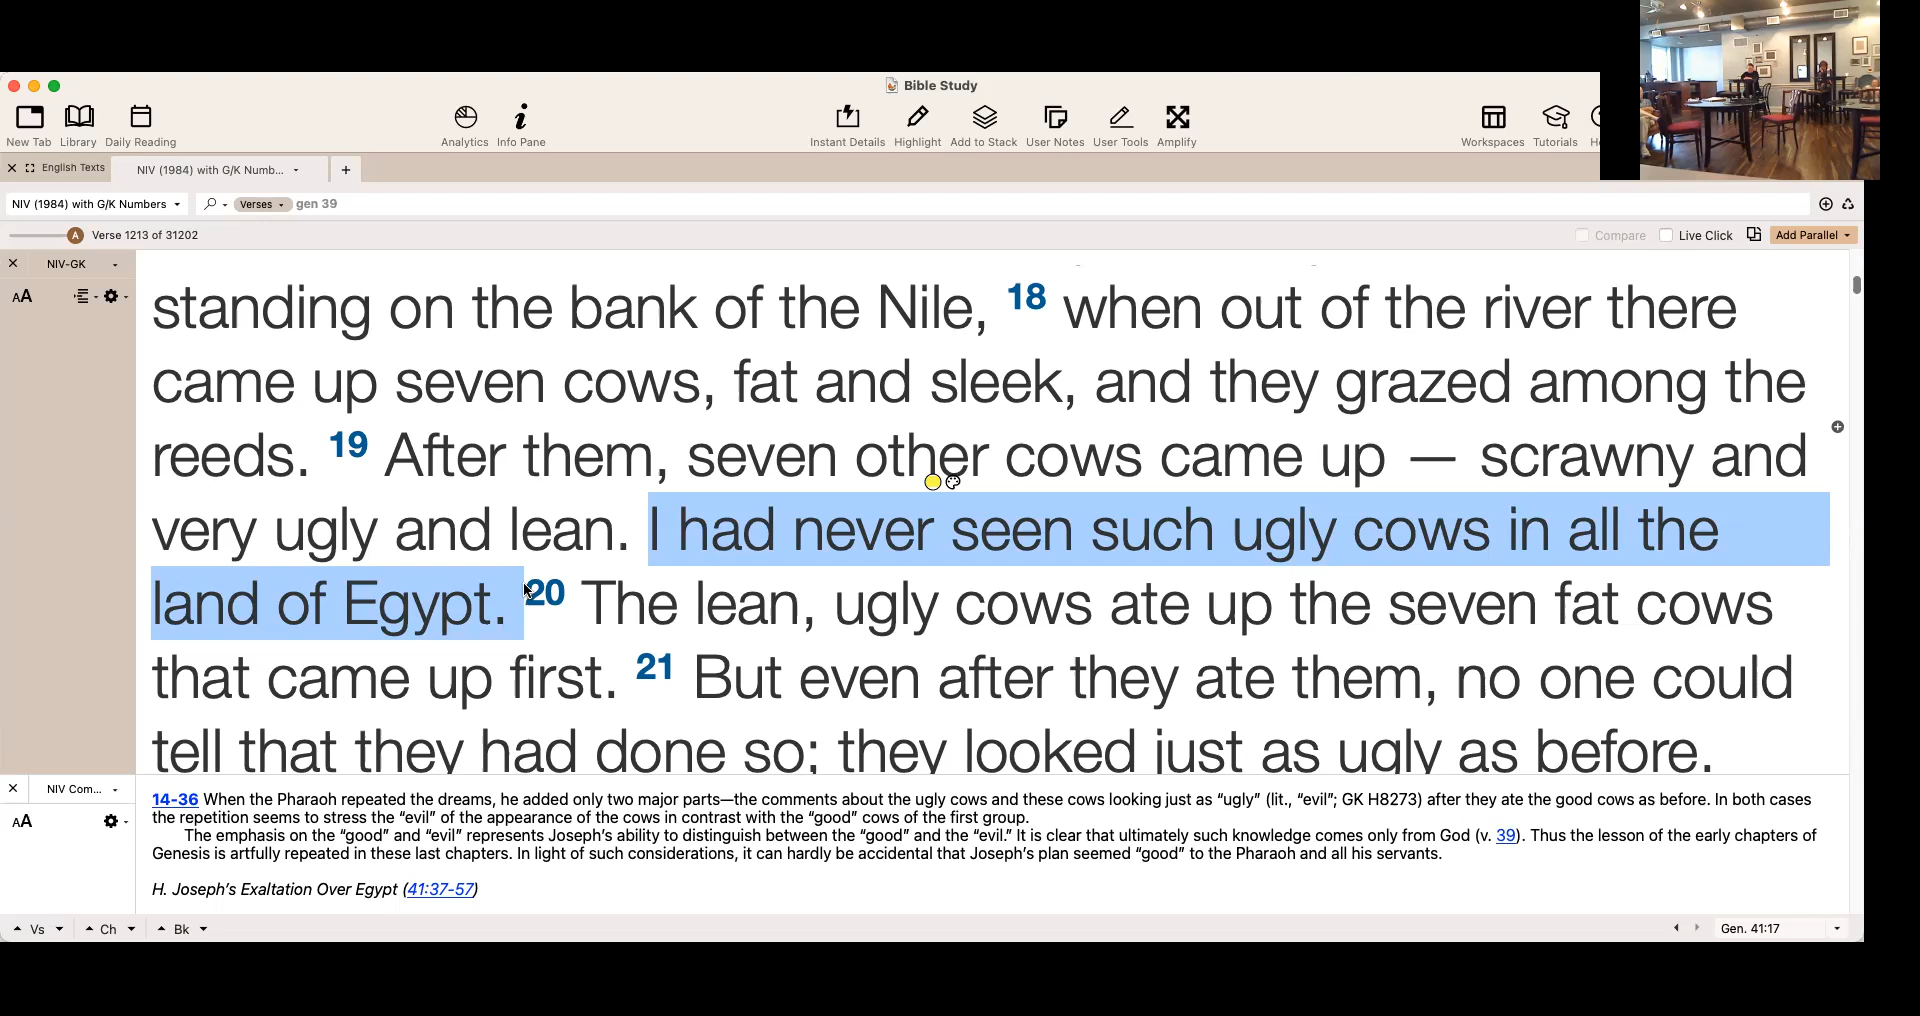 Bible Study
New Tab Library Daily Reading Analytics Info Pane Instant Details Highlight Add to Stack User Notes User Tools Amplify Workspaces Tutorials
English Texts NIV (1984) with G/K Numb... +
NIV (1984) with G/K Numbers Verses gen 39
A Verse 1213 of 31202 Compare Live Click Add Parallel
NIV-GK
AA
standing on the bank of the Nile, 18 when out of the river there
came up seven cows, fat and sleek, and they grazed among the
reeds. 19 After them, seven other cows came up — scrawny and
very ugly and lean. I had never seen such ugly cows in all the
land of Egypt. 20 The lean, ugly cows ate up the seven fat cows
that came up first. 21 But even after they ate them, no one could
tell that they had done so; they looked just as ugly as before.
NIV Com...
AA
14-36 When the Pharaoh repeated the dreams, he added only two major parts—the comments about the ugly cows and these cows looking just as “ugly” (lit., “evil”; GK H8273) after they ate the good cows as before. In both cases
the repetition seems to stress the “evil” of the appearance of the cows in contrast with the “good” cows of the first group.
The emphasis on the “good” and “evil” represents Joseph’s ability to distinguish between the “good” and the “evil.” It is clear that ultimately such knowledge comes only from God (v. 39). Thus the lesson of the early chapters of
Genesis is artfully repeated in these last chapters. In light of such considerations, it can hardly be accidental that Joseph’s plan seemed “good” to the Pharaoh and all his servants.
H. Joseph’s Exaltation Over Egypt (41:37-57)
Vs Ch Bk Gen. 41:17